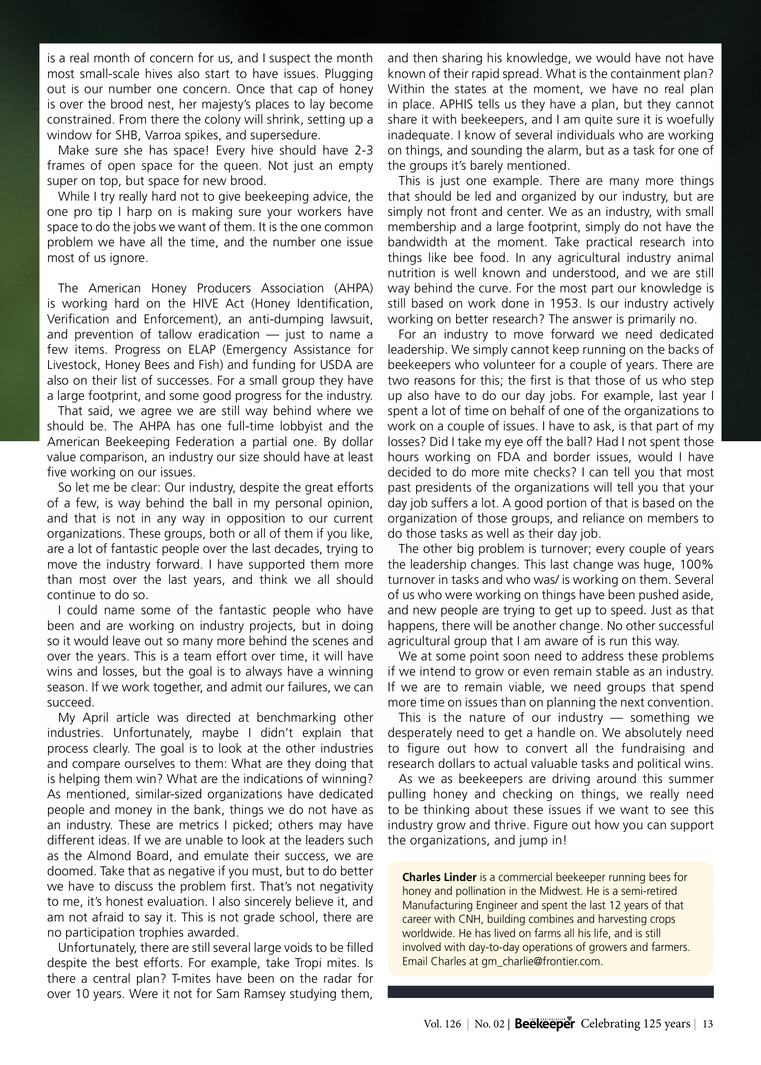 is a real month of concern for us, and I suspect the month
most small-scale hives also start to have issues. Plugging
out is our number one concern. Once that cap of honey
is over the brood nest, her majesty's places to lay become
constrained. From there the colony will shrink, setting up a
window for SHB, Varroa spikes, and supersedure.
Make sure she has space! Every hive should have 2-3
frames of open space for the queen. Not just an empty
super on top, but space for new brood.
While I try really hard not to give beekeeping advice, the
one pro tip I harp on is making sure your workers have
space to do the jobs we want of them. It is the one common
problem we have all the time, and the number one issue
most of us ignore.
The American Honey Producers Association (AHPA)
is working hard on the HIVE Act (Honey Identification,
Verification and Enforcement), an anti-dumping lawsuit,
and prevention of tallow eradication — just to name a
few items. Progress on ELAP (Emergency Assistance for
Livestock, Honey Bees and Fish) and funding for USDA are
also on their list of successes. For a small group they have
a large footprint, and some good progress for the industry.
That said, we agree we are still way behind where we
should be. The AHPA has one full-time lobbyist and the
American Beekeeping Federation a partial one. By dollar
value comparison, an industry our size should have at least
five working on our issues.
So let me be clear: Our industry, despite the great efforts
of a few, is way behind the ball in my personal opinion,
and that is not in any way in opposition to our current
organizations. These groups, both or all of them if you like,
are a lot of fantastic people over the last decades, trying to
move the industry forward. I have supported them more
than most over the last years, and think we all should
continue to do so.
I could name some of the fantastic people who have
been and are working on industry projects, but in doing
so it would leave out so many more behind the scenes and
over the years. This is a team effort over time, it will have
wins and losses, but the goal is to always have a winning
season. If we work together, and admit our failures, we can
succeed.
My April article was directed at benchmarking other
industries. Unfortunately, maybe I didn't explain that
process clearly. The goal is to look at the other industries
and compare ourselves to them: What are they doing that
is helping them win? What are the indications of winning?
As mentioned, similar-sized organizations have dedicated
people and money in the bank, things we do not have as
an industry. These are metrics I picked; others may have
different ideas. If we are unable to look at the leaders such
as the Almond Board, and emulate their success, we are
doomed. Take that as negative if you must, but to do better
we have to discuss the problem first. That's not negativity
to me, it's honest evaluation. I also sincerely believe it, and
am not afraid to say it. This is not grade school, there are
no participation trophies awarded.
Unfortunately, there are still several large voids to be filled
despite the best efforts. For example, take Tropi mites. Is
there a central plan? T-mites have been on the radar for
over 10 years. Were it not for Sam Ramsey studying them,
and then sharing his knowledge, we would have not have
known of their rapid spread. What is the containment plan?
Within the states at the moment, we have no real plan
in place. APHIS tells us they have a plan, but they cannot
share it with beekeepers, and I am quite sure it is woefully
inadequate. I know of several individuals who are working
on things, and sounding the alarm, but as a task for one of
the groups it's barely mentioned.
This is just one example. There are many more things
that should be led and organized by our industry, but are
simply not front and center. We as an industry, with small
membership and a large footprint, simply do not have the
bandwidth at the moment. Take practical research into
things like bee food. In any agricultural industry animal
nutrition is well known and understood, and we are still
way behind the curve. For the most part our knowledge is
still based on work done in 1953. Is our industry actively
working on better research? The answer is primarily no.
For an industry to move forward we need dedicated
leadership. We simply cannot keep running on the backs of
beekeepers who volunteer for a couple of years. There are
two reasons for this; the first is that those of us who step
up also have to do our day jobs. For example, last year I
spent a lot of time on behalf of one of the organizations to
work on a couple of issues. I have to ask, is that part of my
losses? Did I take my eye off the ball? Had I not spent those
hours working on FDA and border issues, would I have
decided to do more mite checks? I can tell you that most
past presidents of the organizations will tell you that your
day job suffers a lot. A good portion of that is based on the
organization of those groups, and reliance on members to
do those tasks as well as their day job.
The other big problem is turnover; every couple of years
the leadership changes. This last change was huge, 100%
turnover in tasks and who was/ is working on them. Several
of us who were working on things have been pushed aside,
and new people are trying to get up to speed. Just as that
happens, there will be another change. No other successful
agricultural group that I am aware of is run this way.
We at some point soon need to address these problems
if we intend to grow or even remain stable as an industry.
If we are to remain viable, we need groups that spend
more time on issues than on planning the next convention.
This is the nature of our industry — something we
desperately need to get a handle on. We absolutely need
to figure out how to convert all the fundraising and
research dollars to actual valuable tasks and political wins.
As we as beekeepers are driving around this summer
pulling honey and checking on things, we really need
to be thinking about these issues if we want to see this
industry grow and thrive. Figure out how you can support
the organizations, and jump in!
Charles Linder is a commercial beekeeper running bees for
honey and pollination in the Midwest. He is a semi-retired
Manufacturing Engineer and spent the last 12 years of that
career with CNH, building combines and harvesting crops
worldwide. He has lived on farms all his life, and is still
involved with day-to-day operations of growers and farmers.
Email Charles at gm_charlie@frontier.com.
Vol. 126 | No. 02 | Beekeeper Celebrating 125 years | 13